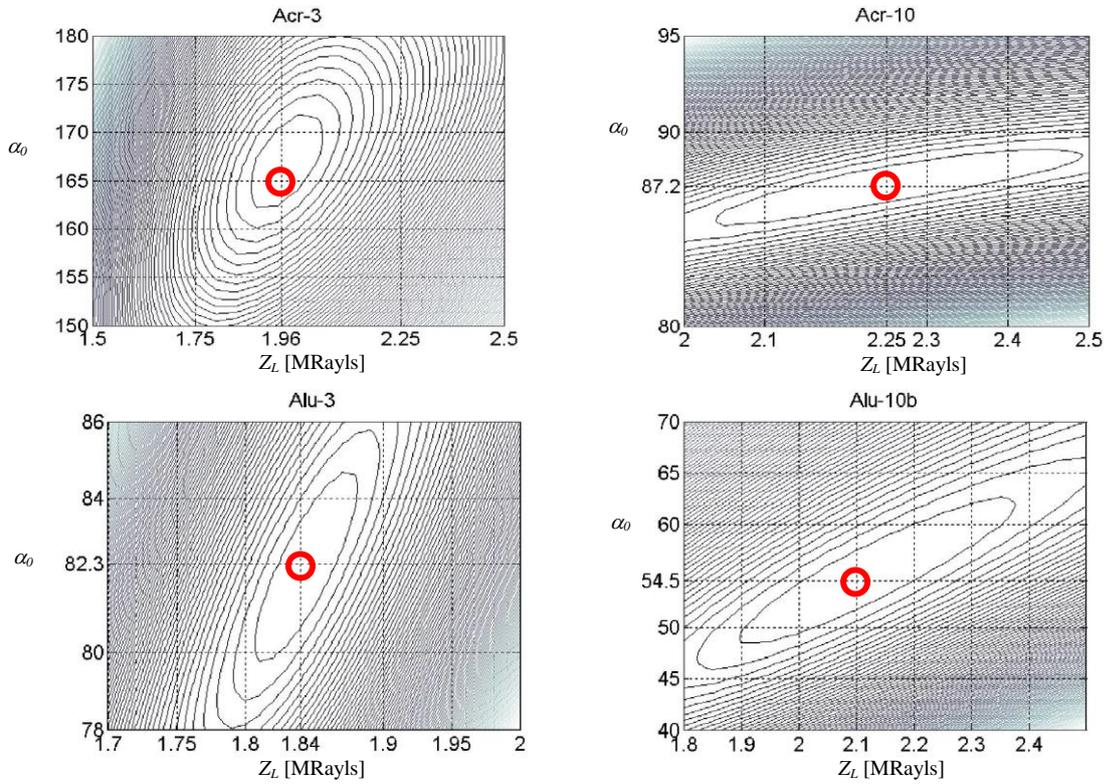 Acr-3
180
175
170
165
160
155
150
α0
1.5 1.75 1.96 2.25 2.5
ZL [MRayls]
Acr-10
95
90
87.2
80
α0
2 2.1 2.25 2.3 2.4 2.5
ZL [MRayls]
Alu-3
86
84
82.3
80
78
α0
1.7 1.75 1.8 1.84 1.9 1.95 2
ZL [MRayls]
Alu-10b
70
65
60
54.5
50
45
40
α0
1.8 1.9 2 2.1 2.2 2.3 2.4
ZL [MRayls]